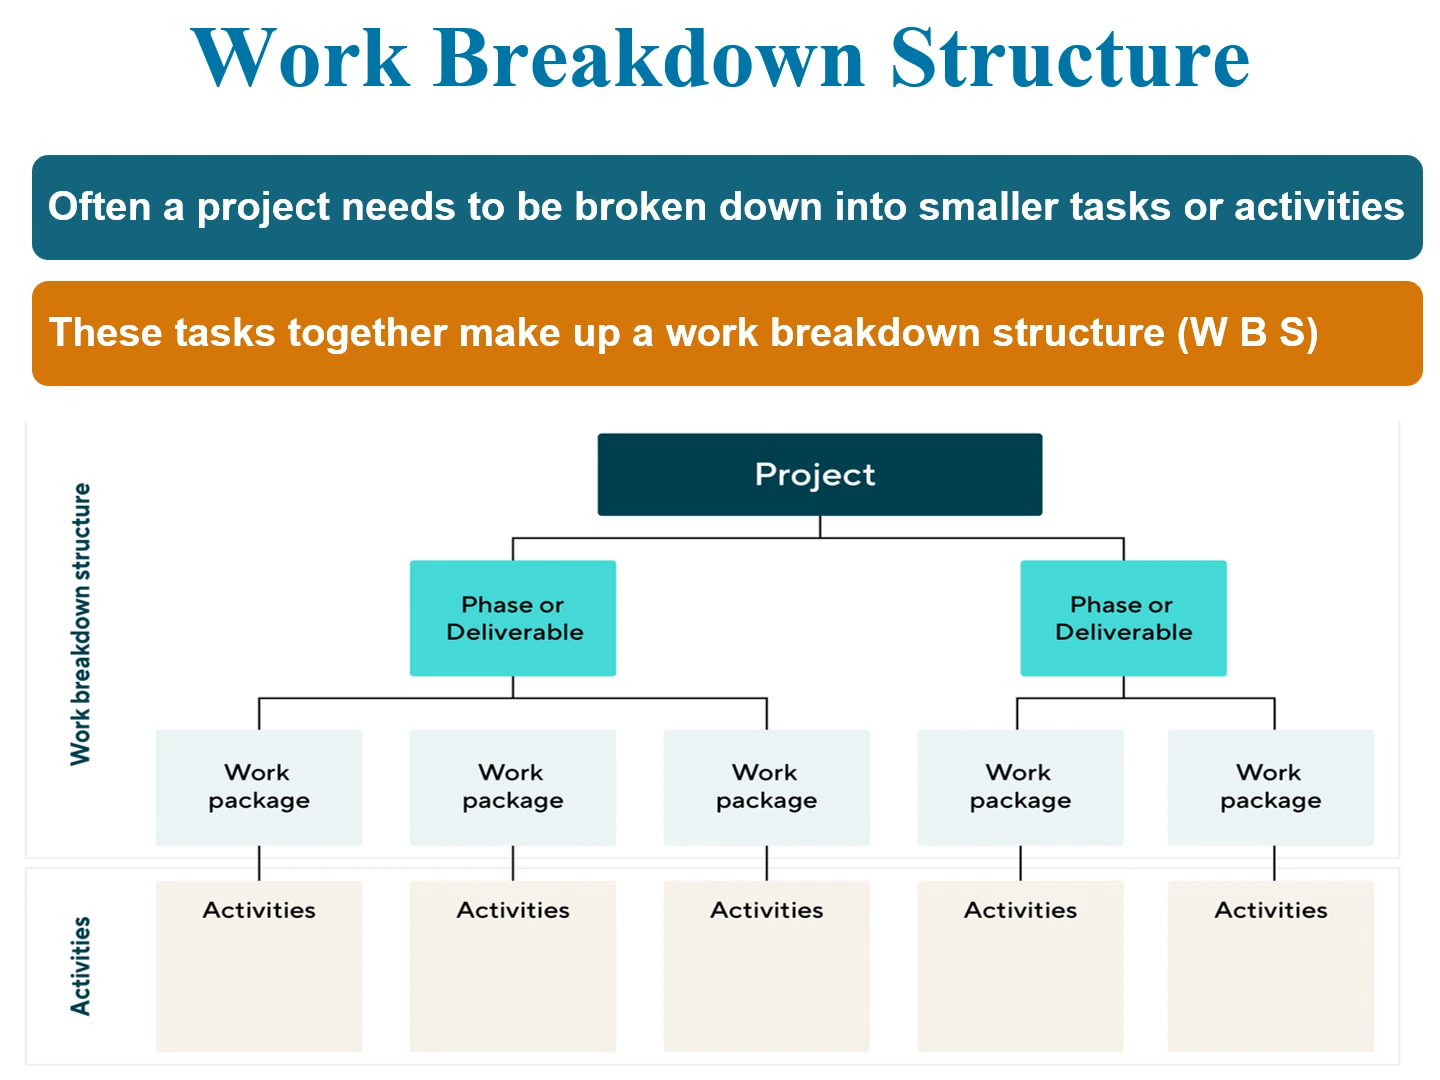 Work Breakdown Structure
Often a project needs to be broken down into smaller tasks or activities
These tasks together make up a work breakdown structure (W B S)
Work breakdown structure
Project
Phase or
Deliverable
Phase or
Deliverable
Work
package
Work
package
Work
package
Work
package
Work
package
Activities
Activities
Activities
Activities
Activities
Activities